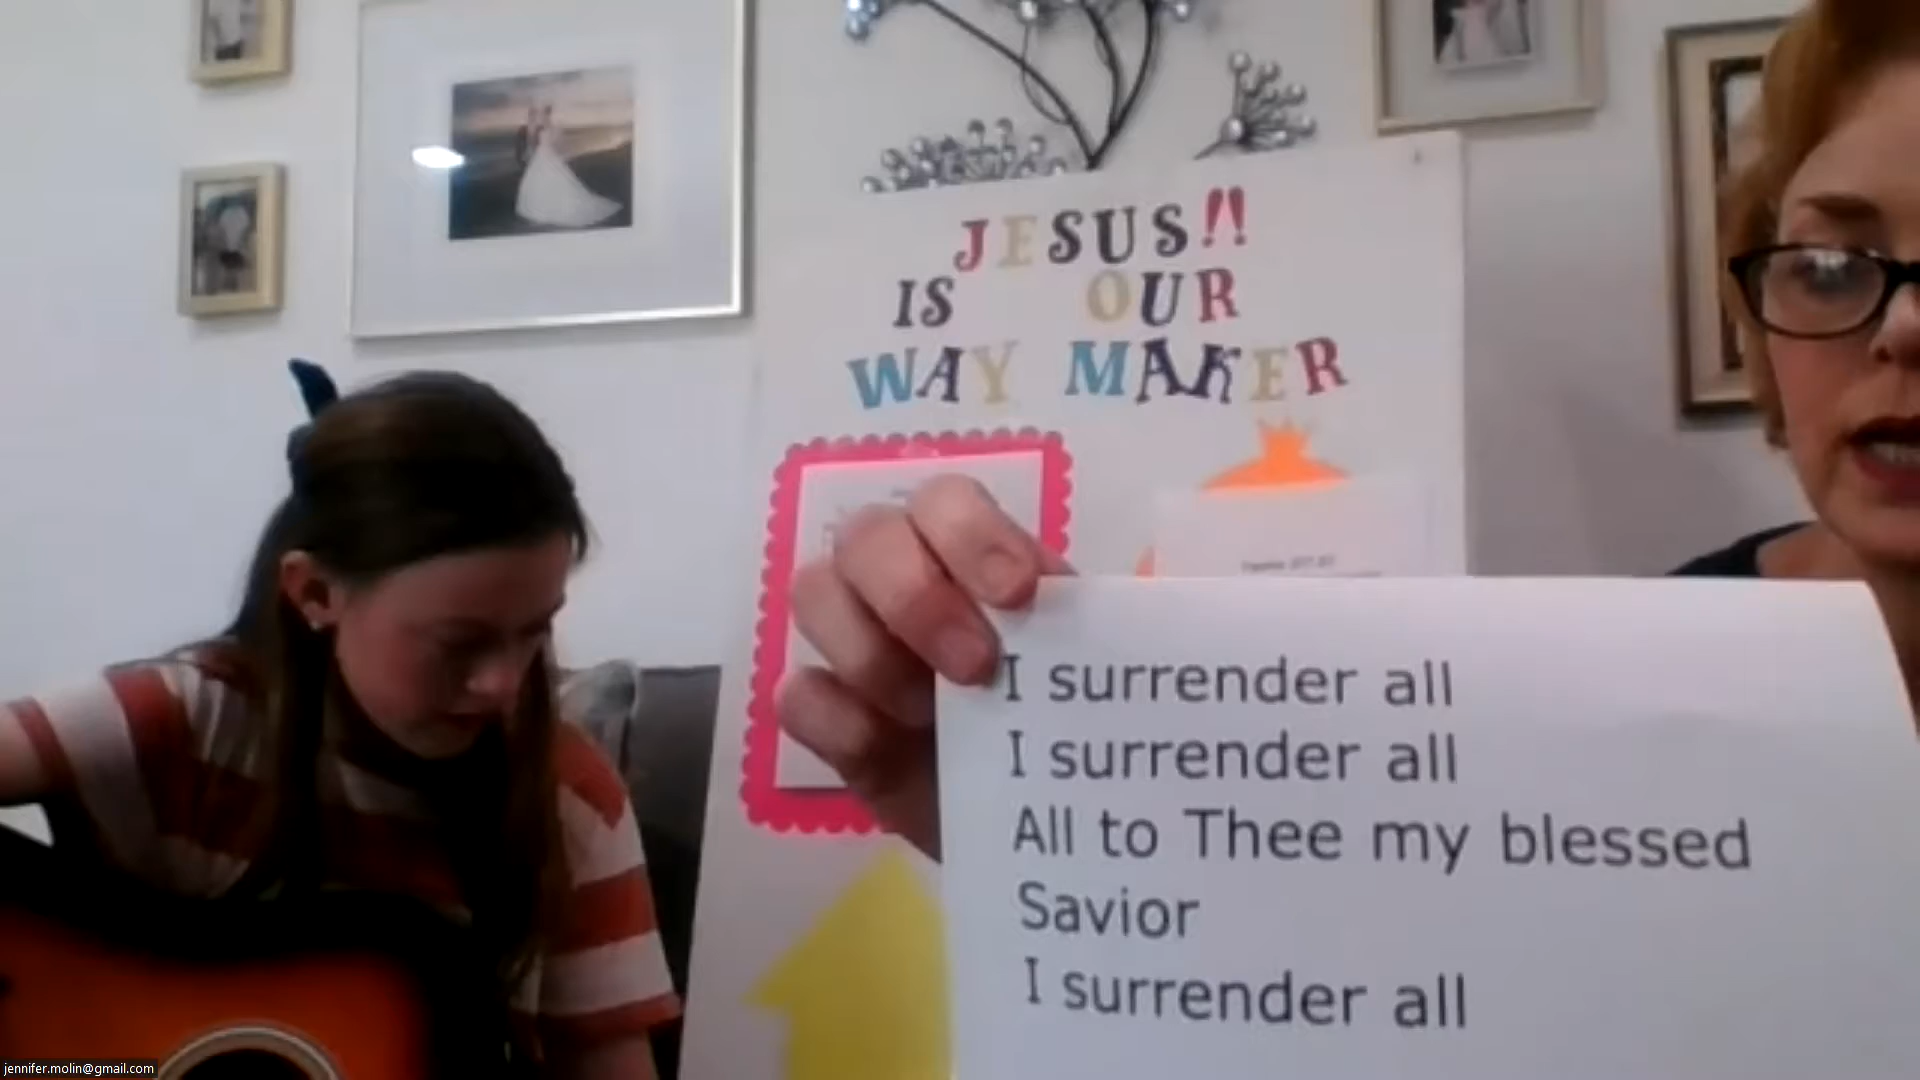 JESUS!!
IS OUR
WAY MAKER
I surrender all
I surrender all
All to Thee my blessed
Savior
I surrender all
jennifer.molin@gmail.com